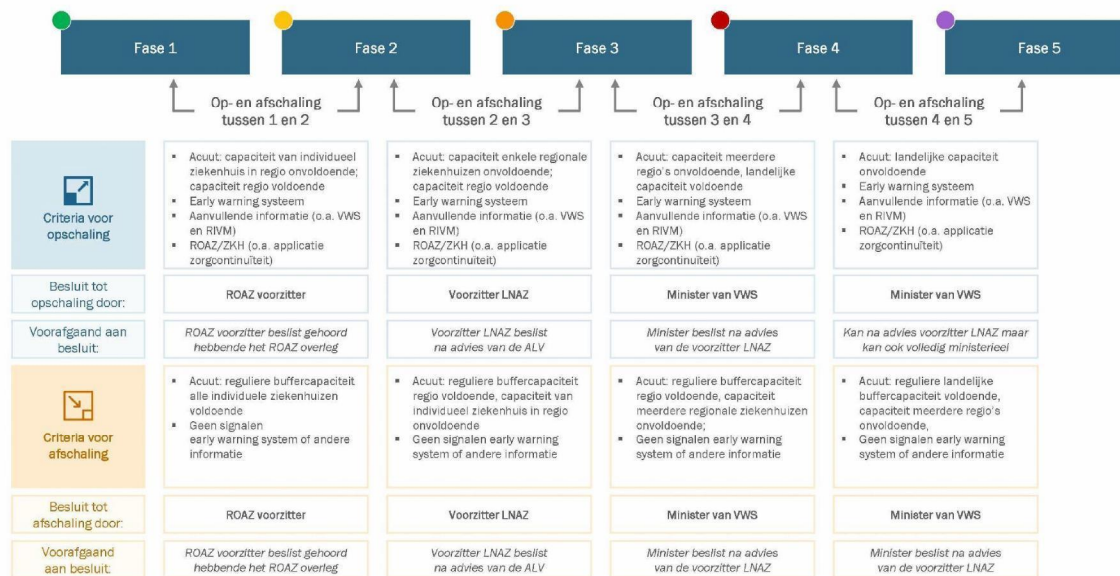 Fase 1
Fase 2
Fase 3
Fase 4
Fase 5
Op- en afschaling
tussen 1 en 2
Op- en afschaling
tussen 2 en 3
Op- en afschaling
tussen 3 en 4
Op- en afschaling
tussen 4 en 5
Criteria voor
opschaling
▪ Acuut: capaciteit van individueel
ziekenhuis in regio onvoldoende;
capaciteit regio voldoende
▪ Early warning systeem
▪ Aanvullende informatie (o.a. VWS
en RIVM)
▪ ROAZ/ZKH (o.a. applicatie
zorgcontinuïteit)
▪ Acuut: capaciteit enkele regionale
ziekenhuizen onvoldoende;
capaciteit regio voldoende
▪ Early warning systeem
▪ Aanvullende informatie (o.a. VWS
en RIVM)
▪ ROAZ/ZKH (o.a. applicatie
zorgcontinuïteit)
▪ Acuut: capaciteit meerdere
regio's onvoldoende, landelijke
capaciteit voldoende
▪ Early warning systeem
▪ Aanvullende informatie (o.a. VWS
en RIVM)
▪ ROAZ/ZKH (o.a. applicatie
zorgcontinuïteit)
▪ Acuut: landelijke capaciteit
onvoldoende
▪ Early warning systeem
▪ Aanvullende informatie (o.a. VWS
en RIVM)
▪ ROAZ/ZKH (o.a. applicatie
zorgcontinuïteit)
Besluit tot
opschaling door:
ROAZ voorzitter
Voorzitter LNAZ
Minister van VWS
Minister van VWS
Voorafgaand aan
besluit:
ROAZ voorzitter beslist gehoord
hebbende het ROAZ overleg
Voorzitter LNAZ beslist
na advies van de ALV
Minister beslist na advies
van de voorzitter LNAZ
Kan na advies voorzitter LNAZ maar
kan ook volledig ministerieel
Criteria voor
afschaling
▪ Acuut: reguliere buffercapaciteit
alle individuele ziekenhuizen
voldoende
▪ Geen signalen
early warning system of andere
informatie
▪ Acuut: reguliere buffercapaciteit
regio voldoende, capaciteit van
individueel ziekenhuis in regio
onvoldoende
▪ Geen signalen early warning
system of andere informatie
▪ Acuut: reguliere buffercapaciteit
regio voldoende, capaciteit
meerdere regionale ziekenhuizen
onvoldoende;
▪ Geen signalen early warning
system of andere informatie
▪ Acuut: reguliere landelijke
buffercapaciteit voldoende,
capaciteit meerdere regio's
onvoldoende,
▪ Geen signalen early warning
system of andere informatie
Besluit tot
afschaling door:
ROAZ voorzitter
Voorzitter LNAZ
Minister van VWS
Minister van VWS
Voorafgaand
aan besluit:
ROAZ voorzitter beslist gehoord
hebbende het ROAZ overleg
Voorzitter LNAZ beslist
na advies van de ALV
Minister beslist na advies
van de voorzitter LNAZ
Minister beslist na advies
van de voorzitter LNAZ